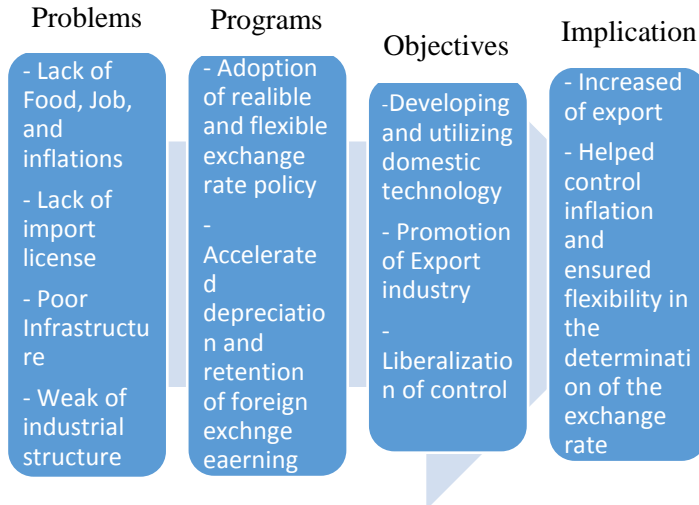 Problems
- Lack of
Food, Job,
and
inflations
- Lack of
import
license
- Poor
Infrastructu
re
- Weak of
industrial
structure
Programs
- Adoption
of realible
and flexible
exchange
rate policy
-
Accelerate
d
depreciatio
n and
retention
of foreign
exchnge
eaerning
Objectives
-Developing
and utilizing
domestic
technology
- Promotion
of Export
industry
-
Liberalizatio
n of control
Implication
- Increased
of export
- Helped
control
inflation
and
ensured
flexibility in
the
determinati
on of the
exchange
rate